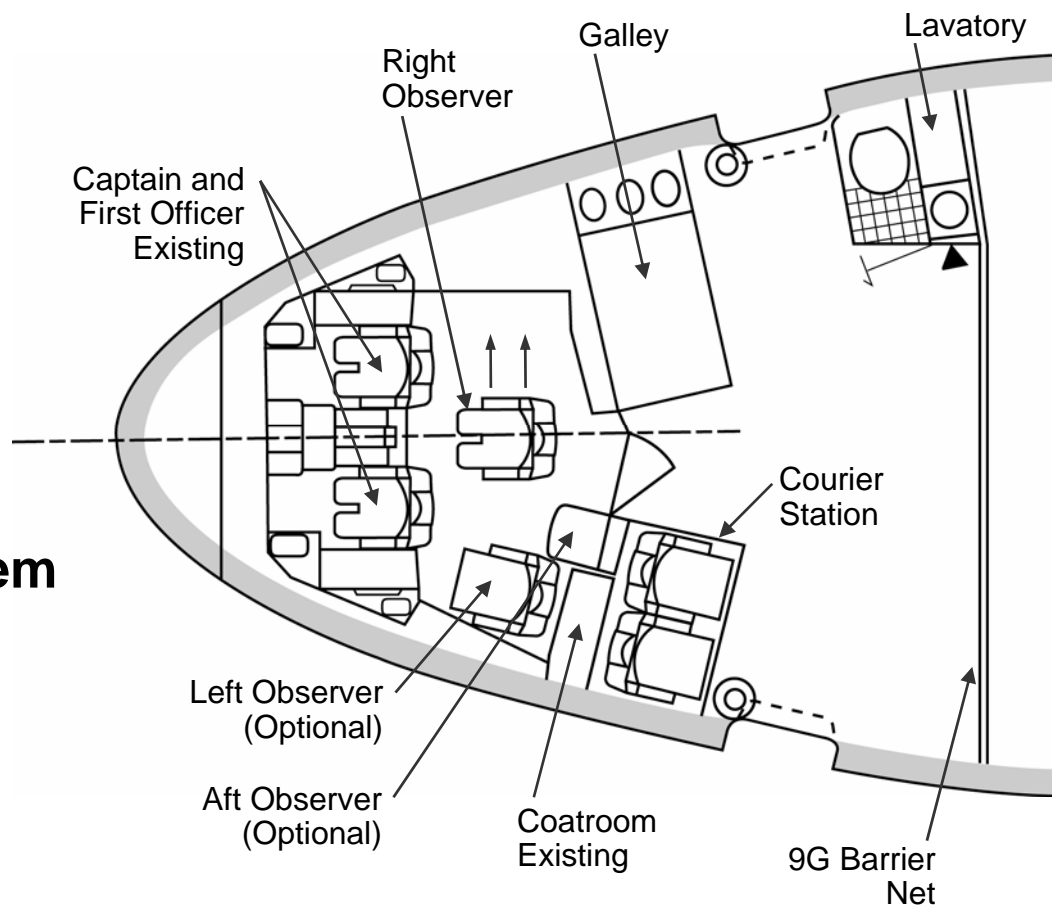 Galley
Lavatory
Right
Observer
Captain and
First Officer
Existing
Courier
Station
em
Left Observer
(Optional)
Aft Observer
(Optional)
Coatroom
Existing
9G Barrier
Net